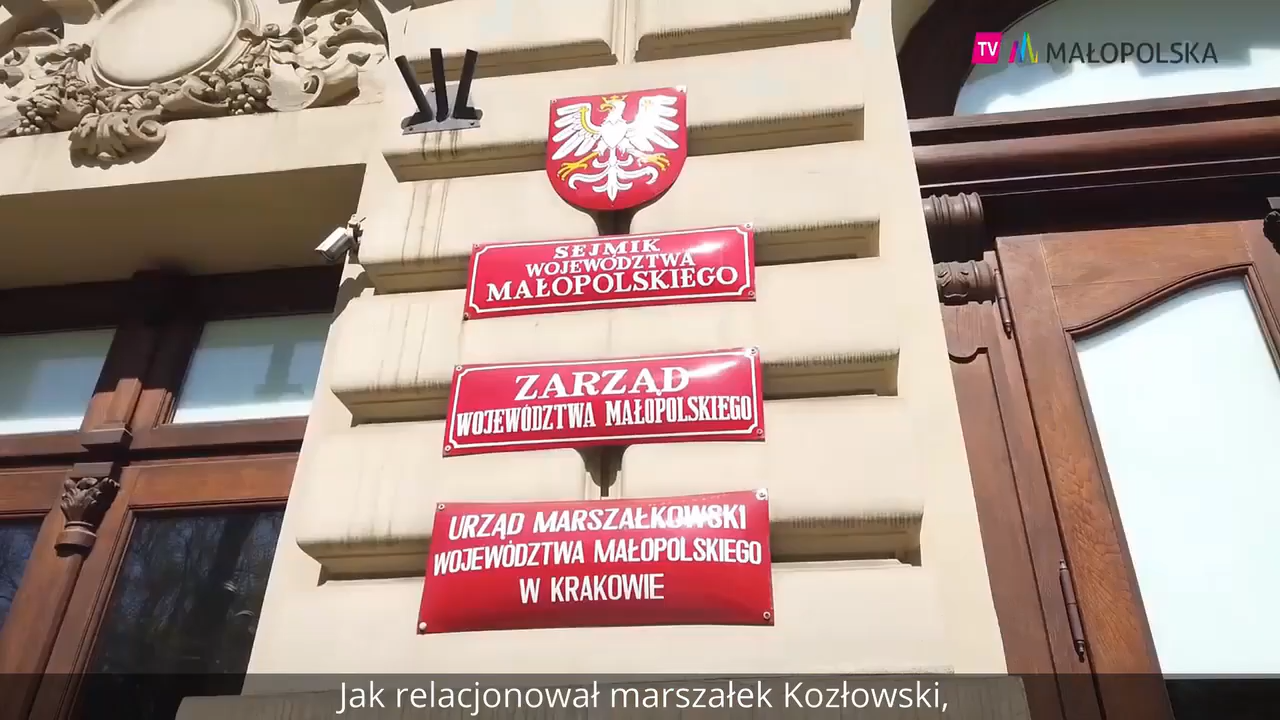 TV MAŁOPOLSKA
SEJMIK
WOJEWÓDZTWA
MAŁOPOLSKIEGO
ZARZĄD
WOJEWÓDZTWA MAŁOPOLSKIEGO
URZĄD MARSZAŁKOWSKI
WOJEWÓDZTWA MAŁOPOLSKIEGO
W KRAKOWIE
Jak relacjonował marszałek Kozłowski,